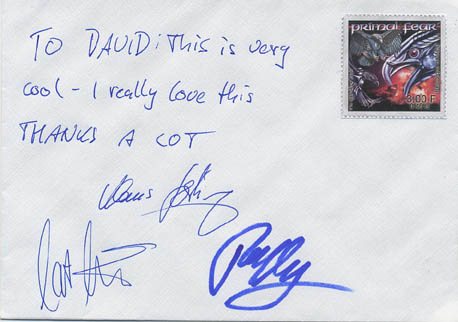 TO DAVID: This is very
primal fear
3.00 F
cool - I really love this
THANKS A LOT